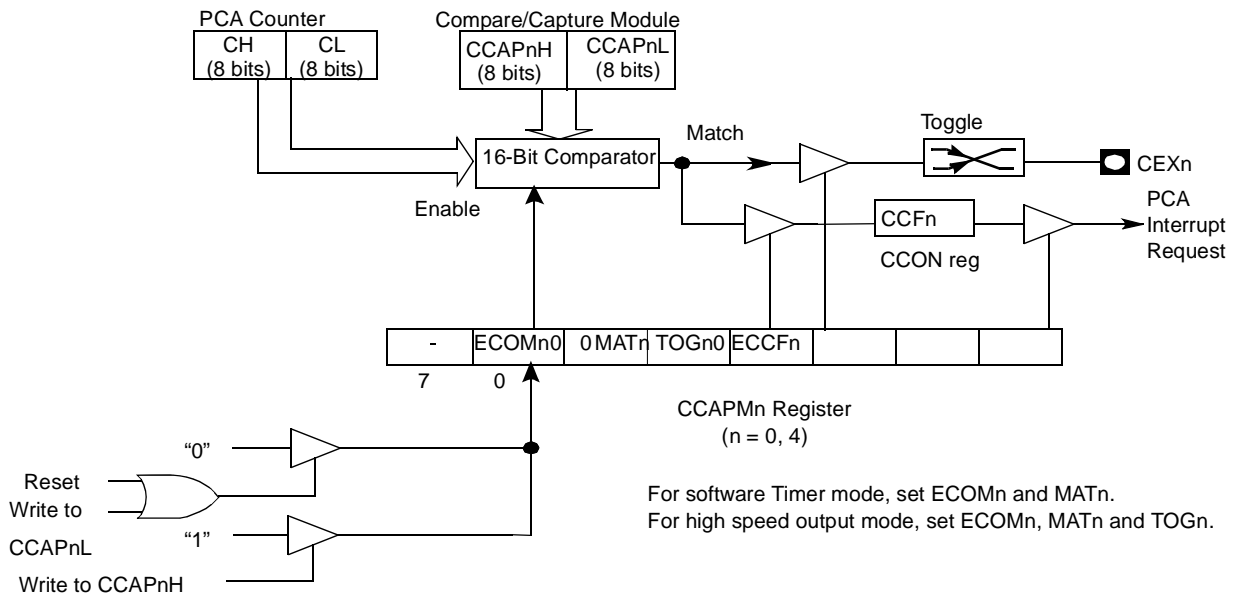 PCA Counter
CH
(8 bits)
CL
(8 bits)
Compare/Capture Module
CCAPnH
(8 bits)
CCAPnL
(8 bits)
16-Bit Comparator
Match
Toggle
CEXn
Enable
CCFn
CCON reg
PCA
Interrupt
Request
- ECOMn0 0 MATn TOGn0 ECCFn
7 0
CCAPMn Register
(n = 0, 4)
“0”
Reset
Write to
CCAPnL
“1”
Write to CCAPnH
For software Timer mode, set ECOMn and MATn.
For high speed output mode, set ECOMn, MATn and TOGn.